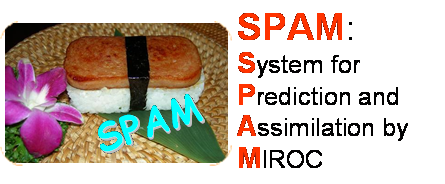 SPAM
SPAM:
System for
Prediction and
Assimilation by
MIROC